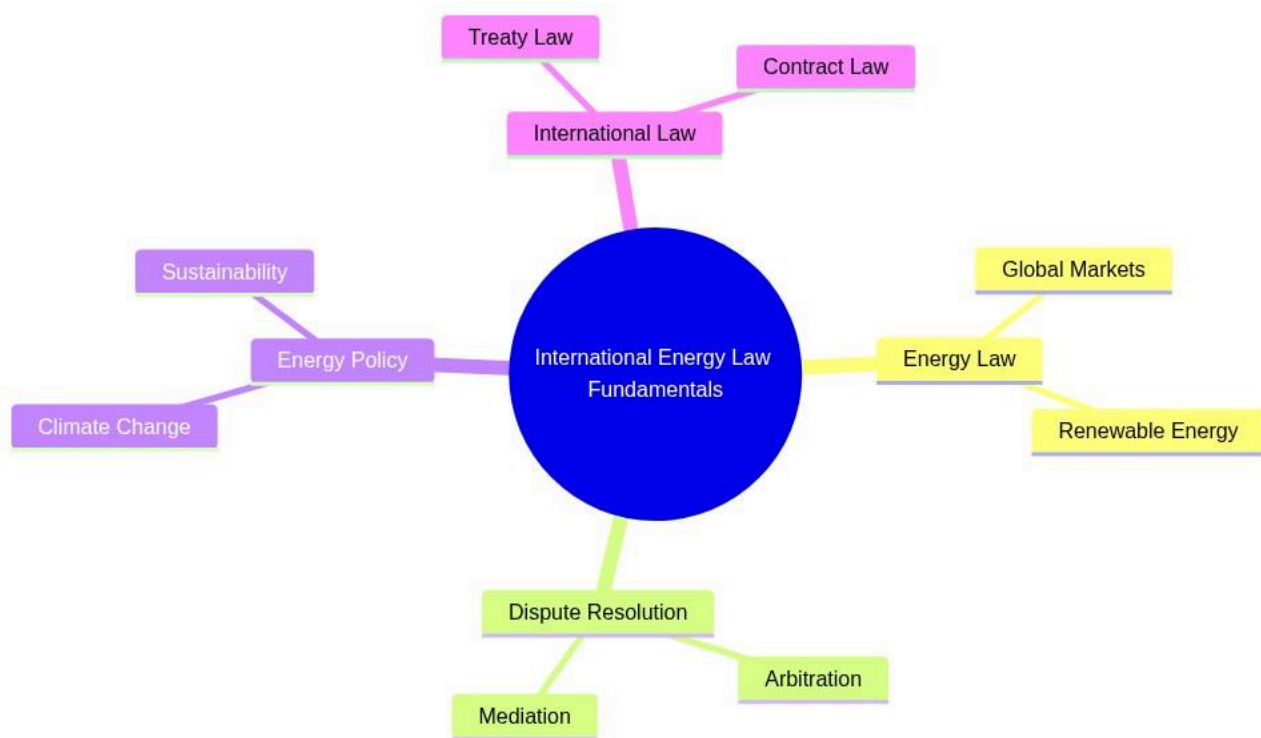 Treaty Law
Contract Law
International Law
Sustainability
Global Markets
Energy Policy
International Energy Law
Fundamentals
Energy Law
Climate Change
Renewable Energy
Dispute Resolution
Arbitration
Mediation